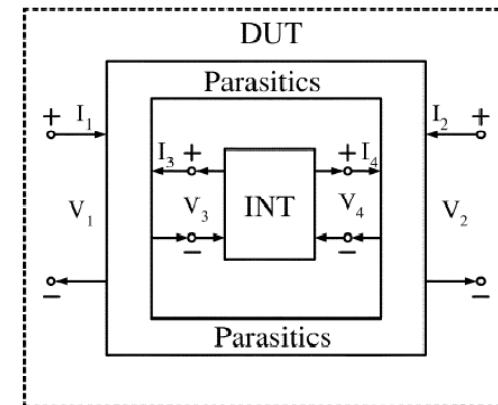 DUT
Parasitics
+ I1 I2 +
I3 + + I4
V1 V3 INT V4 V2
− −
− −
Parasitics